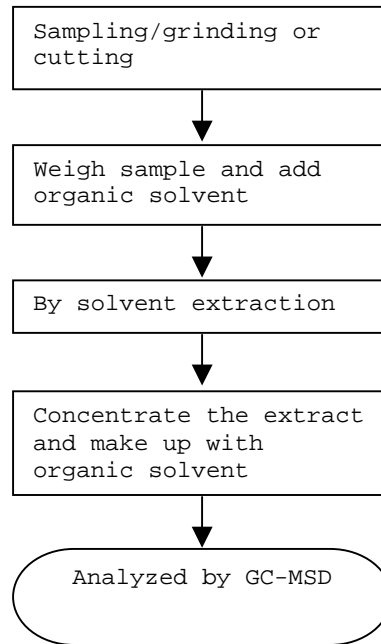 Sampling/grinding or
cutting
Weigh sample and add
organic solvent
By solvent extraction
Concentrate the extract
and make up with
organic solvent
Analyzed by GC-MSD